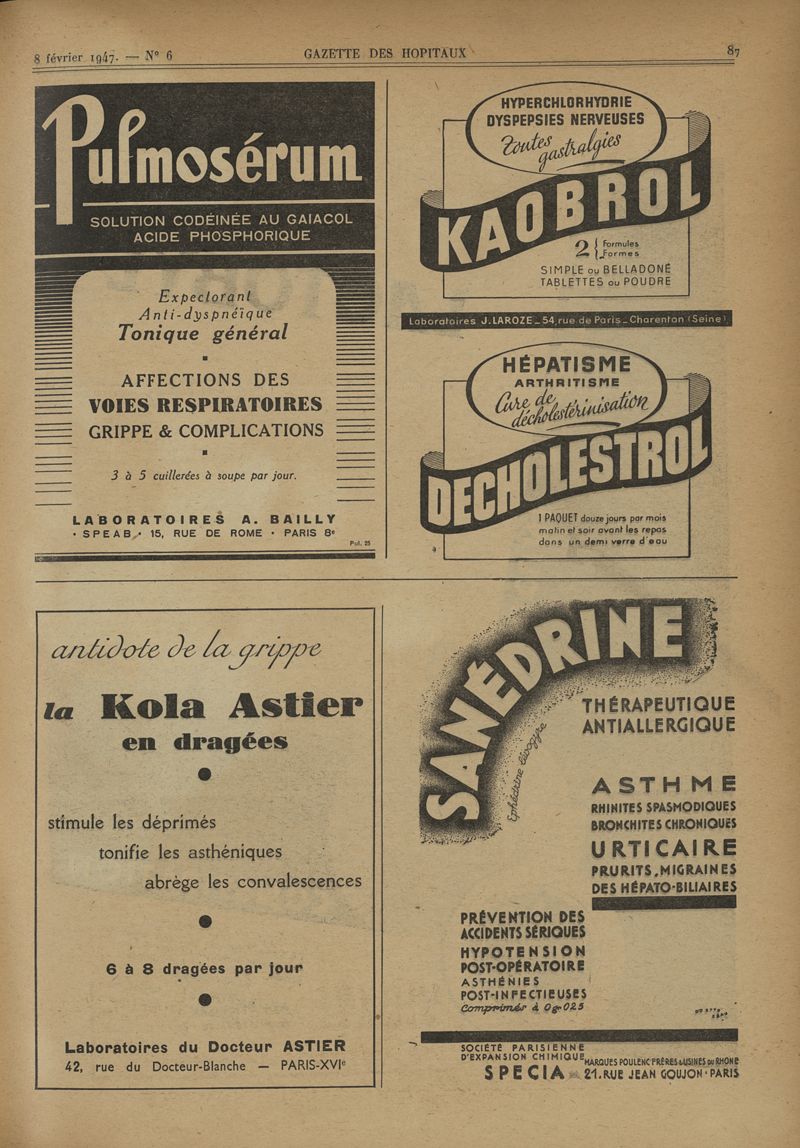 8 février 1947. — N° 6
GAZETTE DES HOPITAUX
87
Pulmosérum
SOLUTION CODÉINÉE AU GAIACOL
ACIDE PHOSPHORIQUE
Expectorant
Anti-dyspnéïque
Tonique général
AFFECTIONS DES
VOIES RESPIRATOIRES
GRIPPE & COMPLICATIONS
3 à 5 cuillerées à soupe par jour.
LABORATOIRES A. BAILLY
• SPEAB • 15, RUE DE ROME • PARIS 8e
Pul. 25
HYPERCHLORHYDRIE
DYSPEPSIES NERVEUSES
Toutes
gastralgies
KAOBROL
2 { Formules
Formes
SIMPLE ou BELLADONÉ
TABLETTES ou POUDRE
Laboratoires J. LAROZE _ 54, rue de Paris _ Charenton (Seine)
HÉPATISME
ARTHRITISME
Cure de
décholestérinisation
DECHOLESTROL
1 PAQUET douze jours par mois
matin et soir avant les repas
dans un demi verre d'eau
antidote de la grippe
la Kola Astier
en dragées
stimule les déprimés
tonifie les asthéniques
abrège les convalescences
6 à 8 dragées par jour
Laboratoires du Docteur ASTIER
42, rue du Docteur-Blanche — PARIS-XVIe
SANÉDRINE
Ephédrine lévogyre
THÉRAPEUTIQUE
ANTIALLERGIQUE
ASTHME
RHINITES SPASMODIQUES
BRONCHITES CHRONIQUES
URTICAIRE
PRURITS, MIGRAINES
DES HÉPATO-BILIAIRES
PRÉVENTION DES
ACCIDENTS SÉRIQUES
HYPOTENSION
POST-OPÉRATOIRE
ASTHÉNIES
POST-INFECTIEUSES
Comprimés à 0g-025
SOCIÉTÉ PARISIENNE
D'EXPANSION CHIMIQUE
MARQUES POULENC FRÈRES & USINES DU RHÔNE
SPECIA 21. RUE JEAN GOUJON • PARIS